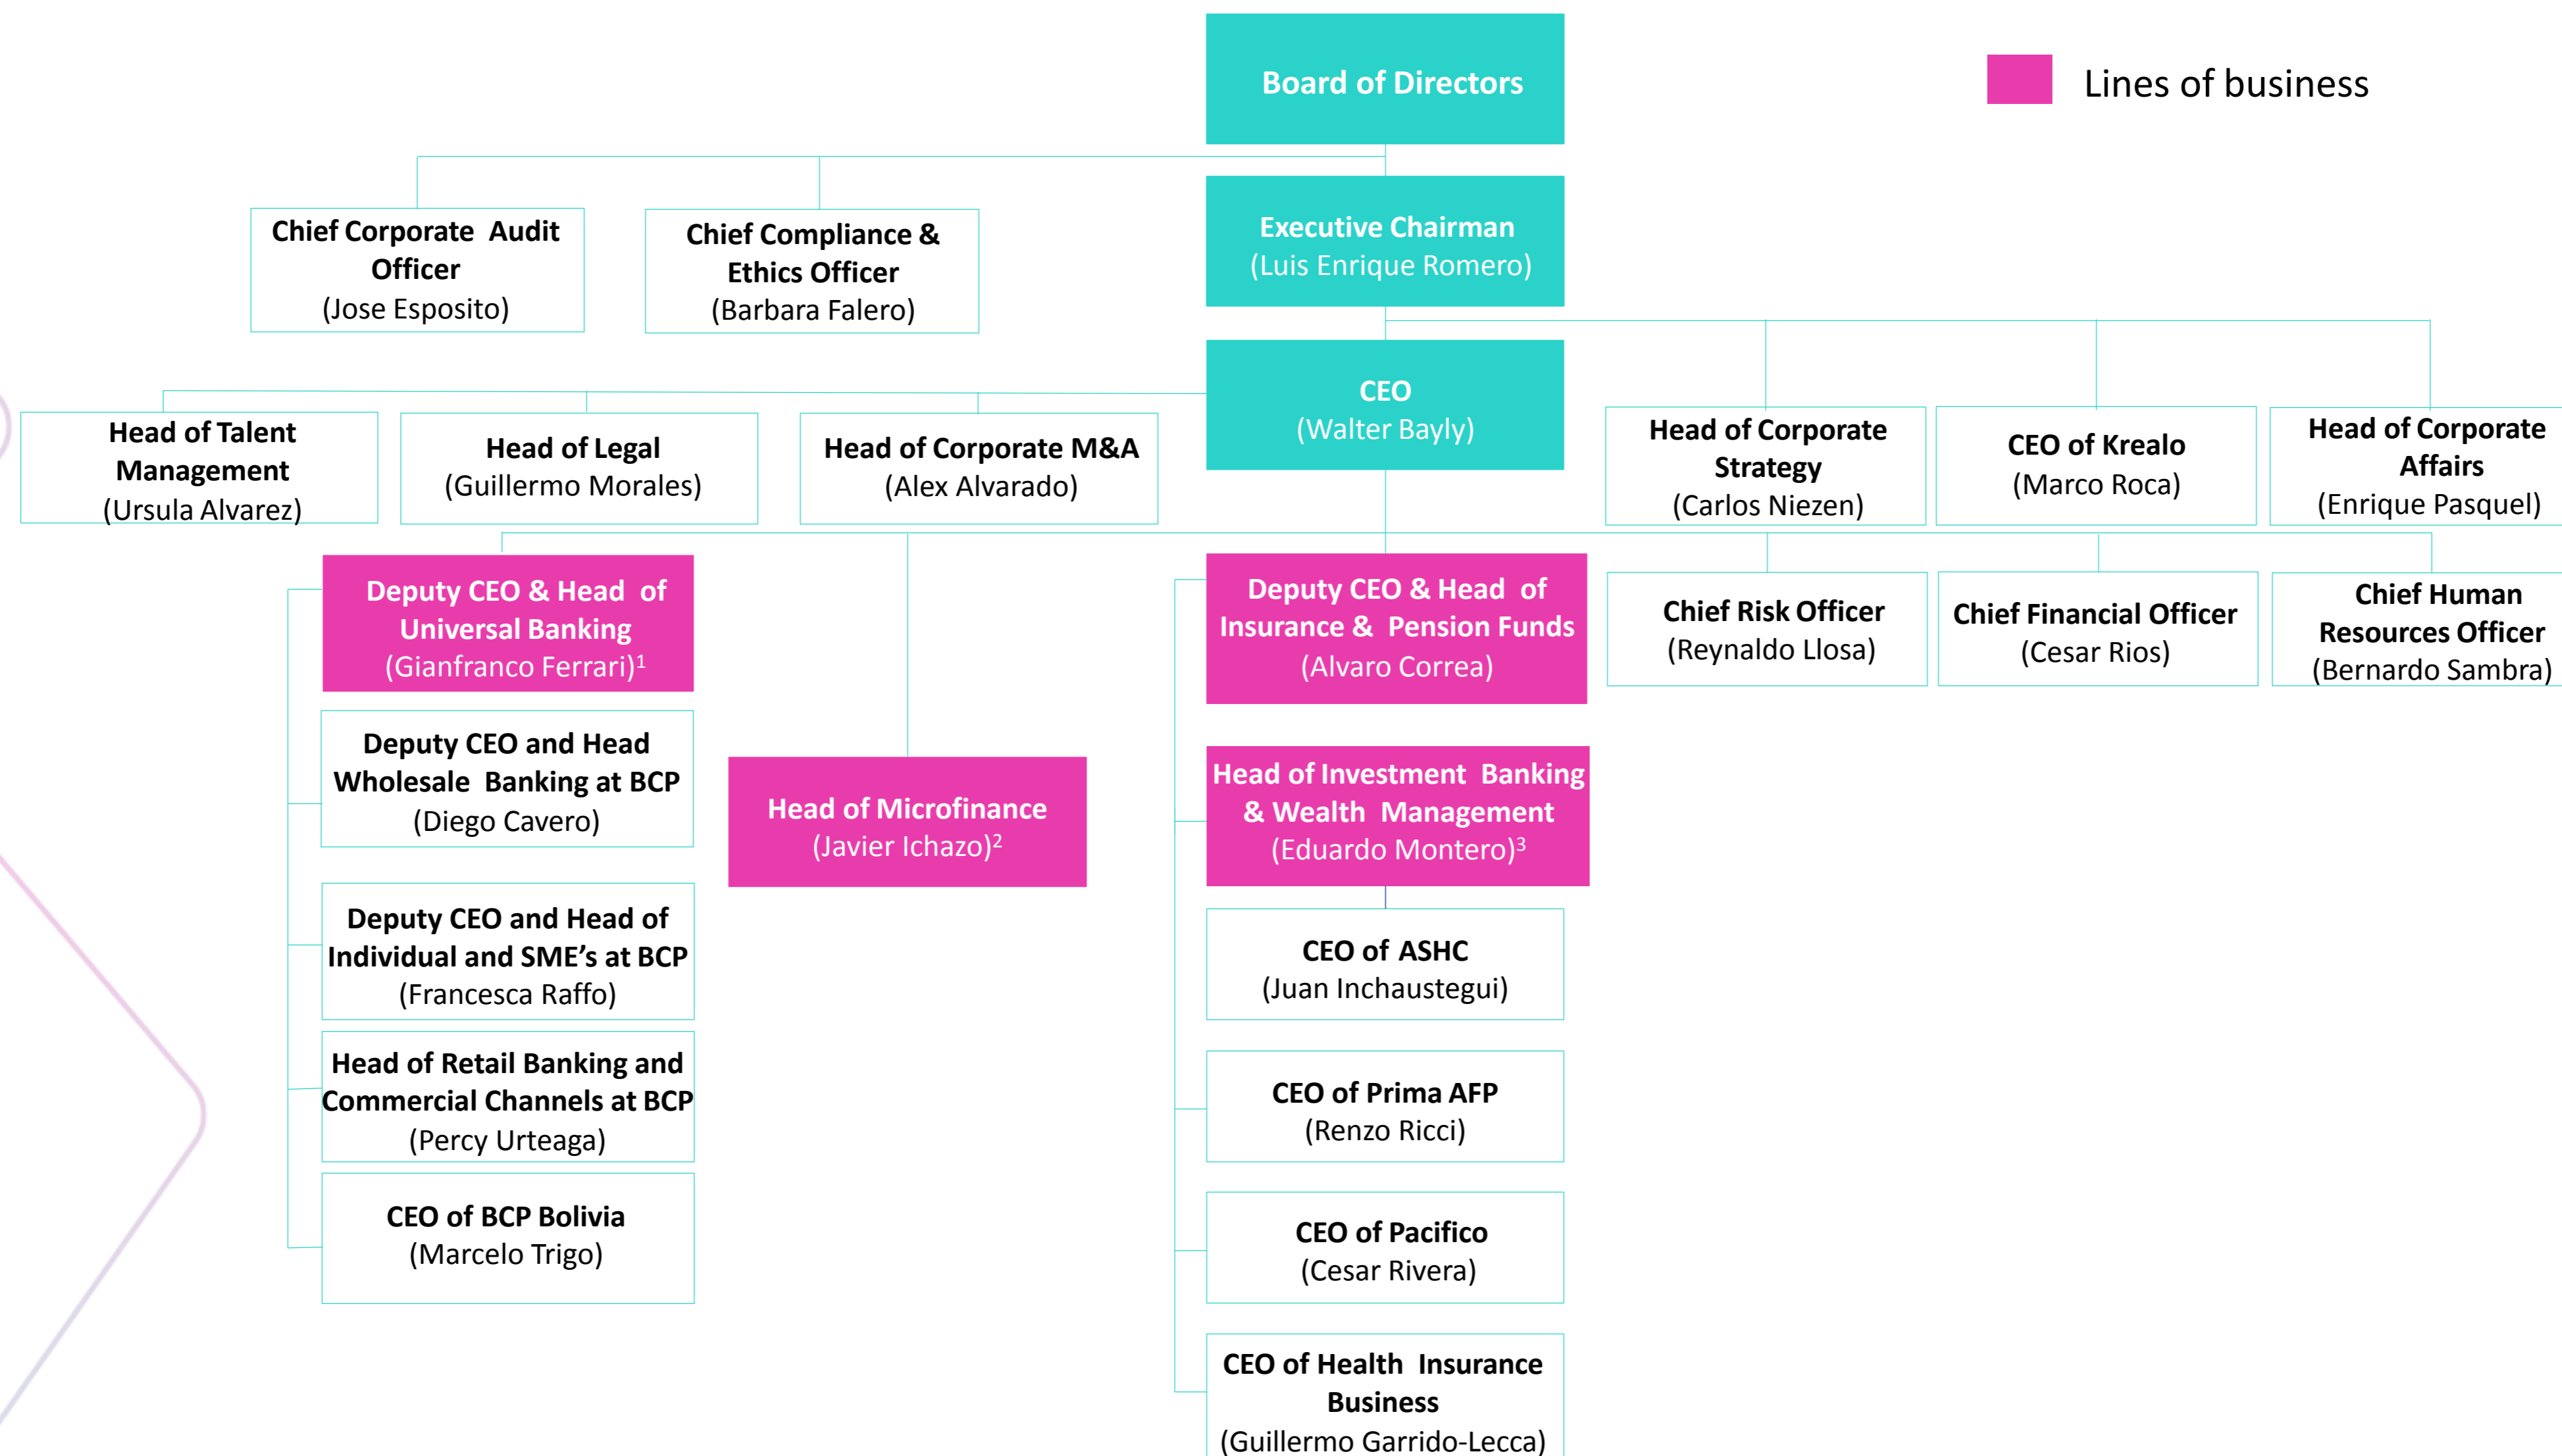 Board of Directors
Lines of business
Chief Corporate Audit
Officer
(Jose Esposito)
Chief Compliance &
Ethics Officer
(Barbara Falero)
Executive Chairman
(Luis Enrique Romero)
CEO
(Walter Bayly)
Head of Talent
Management
(Ursula Alvarez)
Head of Legal
(Guillermo Morales)
Head of Corporate M&A
(Alex Alvarado)
Head of Corporate
Strategy
(Carlos Niezen)
CEO of Krealo
(Marco Roca)
Head of Corporate
Affairs
(Enrique Pasquel)
Deputy CEO & Head of
Universal Banking
(Gianfranco Ferrari)¹
Deputy CEO & Head of
Insurance & Pension Funds
(Alvaro Correa)
Chief Risk Officer
(Reynaldo Llosa)
Chief Financial Officer
(Cesar Rios)
Chief Human
Resources Officer
(Bernardo Sambra)
Deputy CEO and Head
Wholesale Banking at BCP
(Diego Cavero)
Head of Microfinance
(Javier Ichazo)²
Head of Investment Banking
& Wealth Management
(Eduardo Montero)³
Deputy CEO and Head of
Individual and SME’s at BCP
(Francesca Raffo)
CEO of ASHC
(Juan Inchaustegui)
Head of Retail Banking and
Commercial Channels at BCP
(Percy Urteaga)
CEO of Prima AFP
(Renzo Ricci)
CEO of BCP Bolivia
(Marcelo Trigo)
CEO of Pacifico
(Cesar Rivera)
CEO of Health Insurance
Business
(Guillermo Garrido-Lecca)